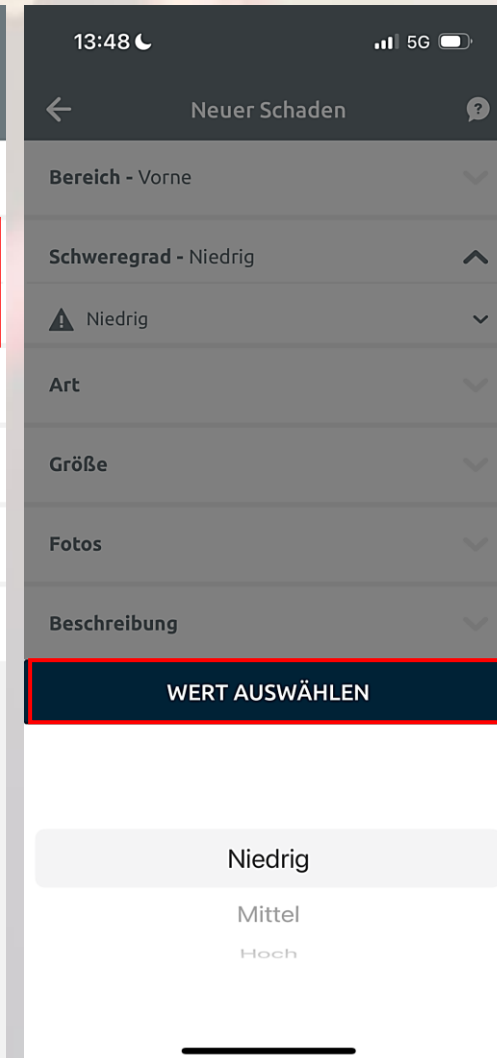 13:48 5G
Neuer Schaden ?
Bereich - Vorne
Schweregrad - Niedrig
Niedrig
Art
Größe
Fotos
Beschreibung
WERT AUSWÄHLEN
Niedrig
Mittel
Hoch